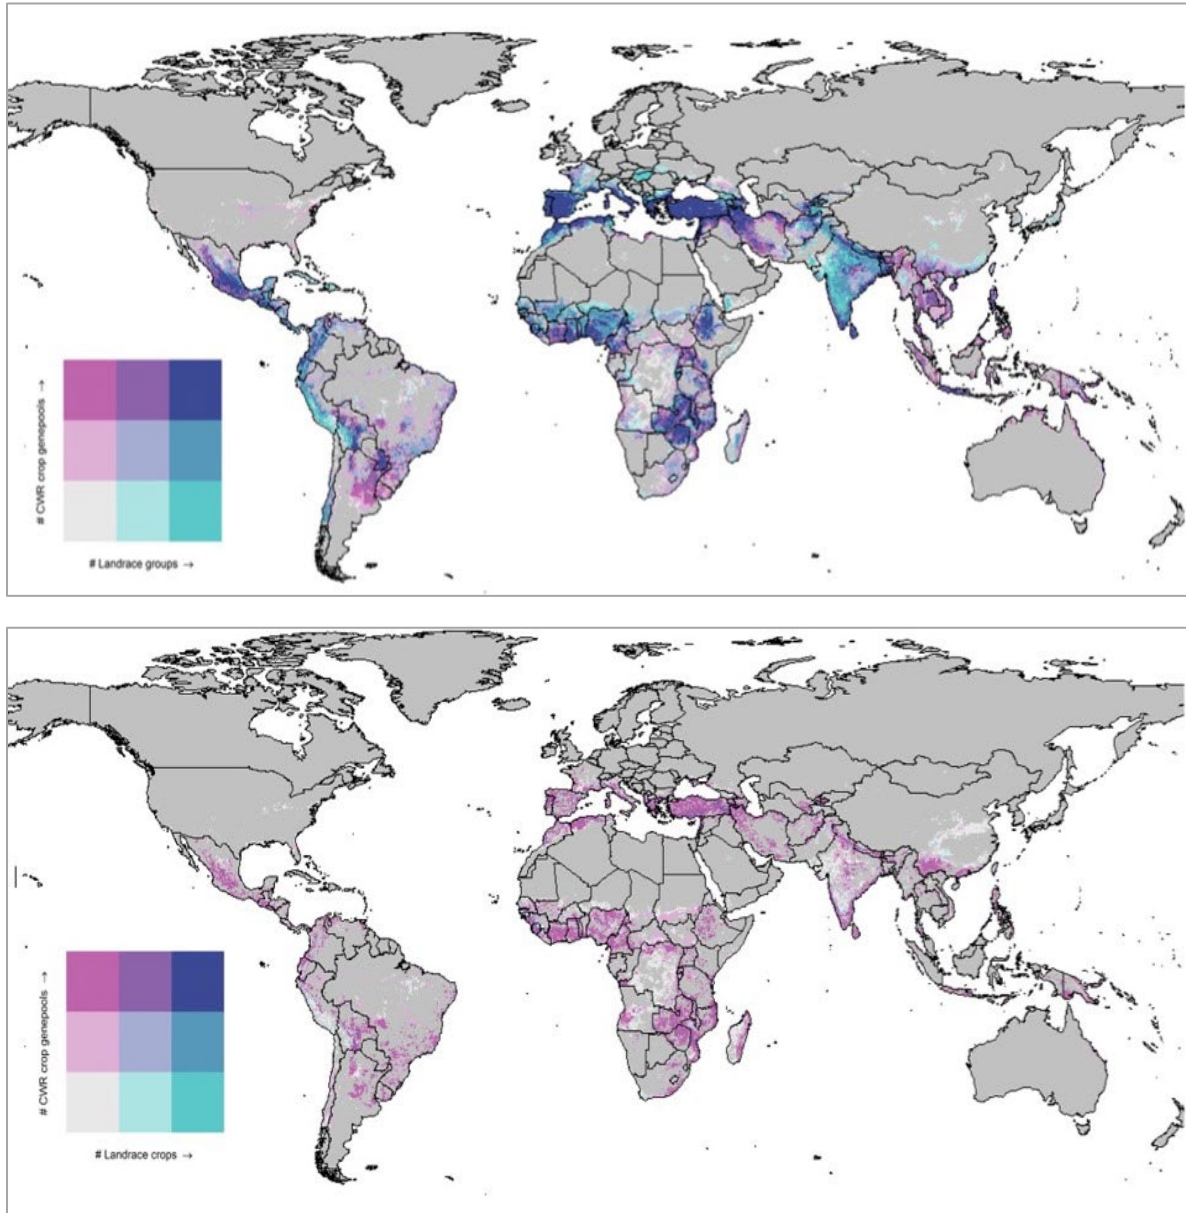 # CWR crop genepools →
# Landrace groups →
# CWR crop genepools →
# Landrace crops →